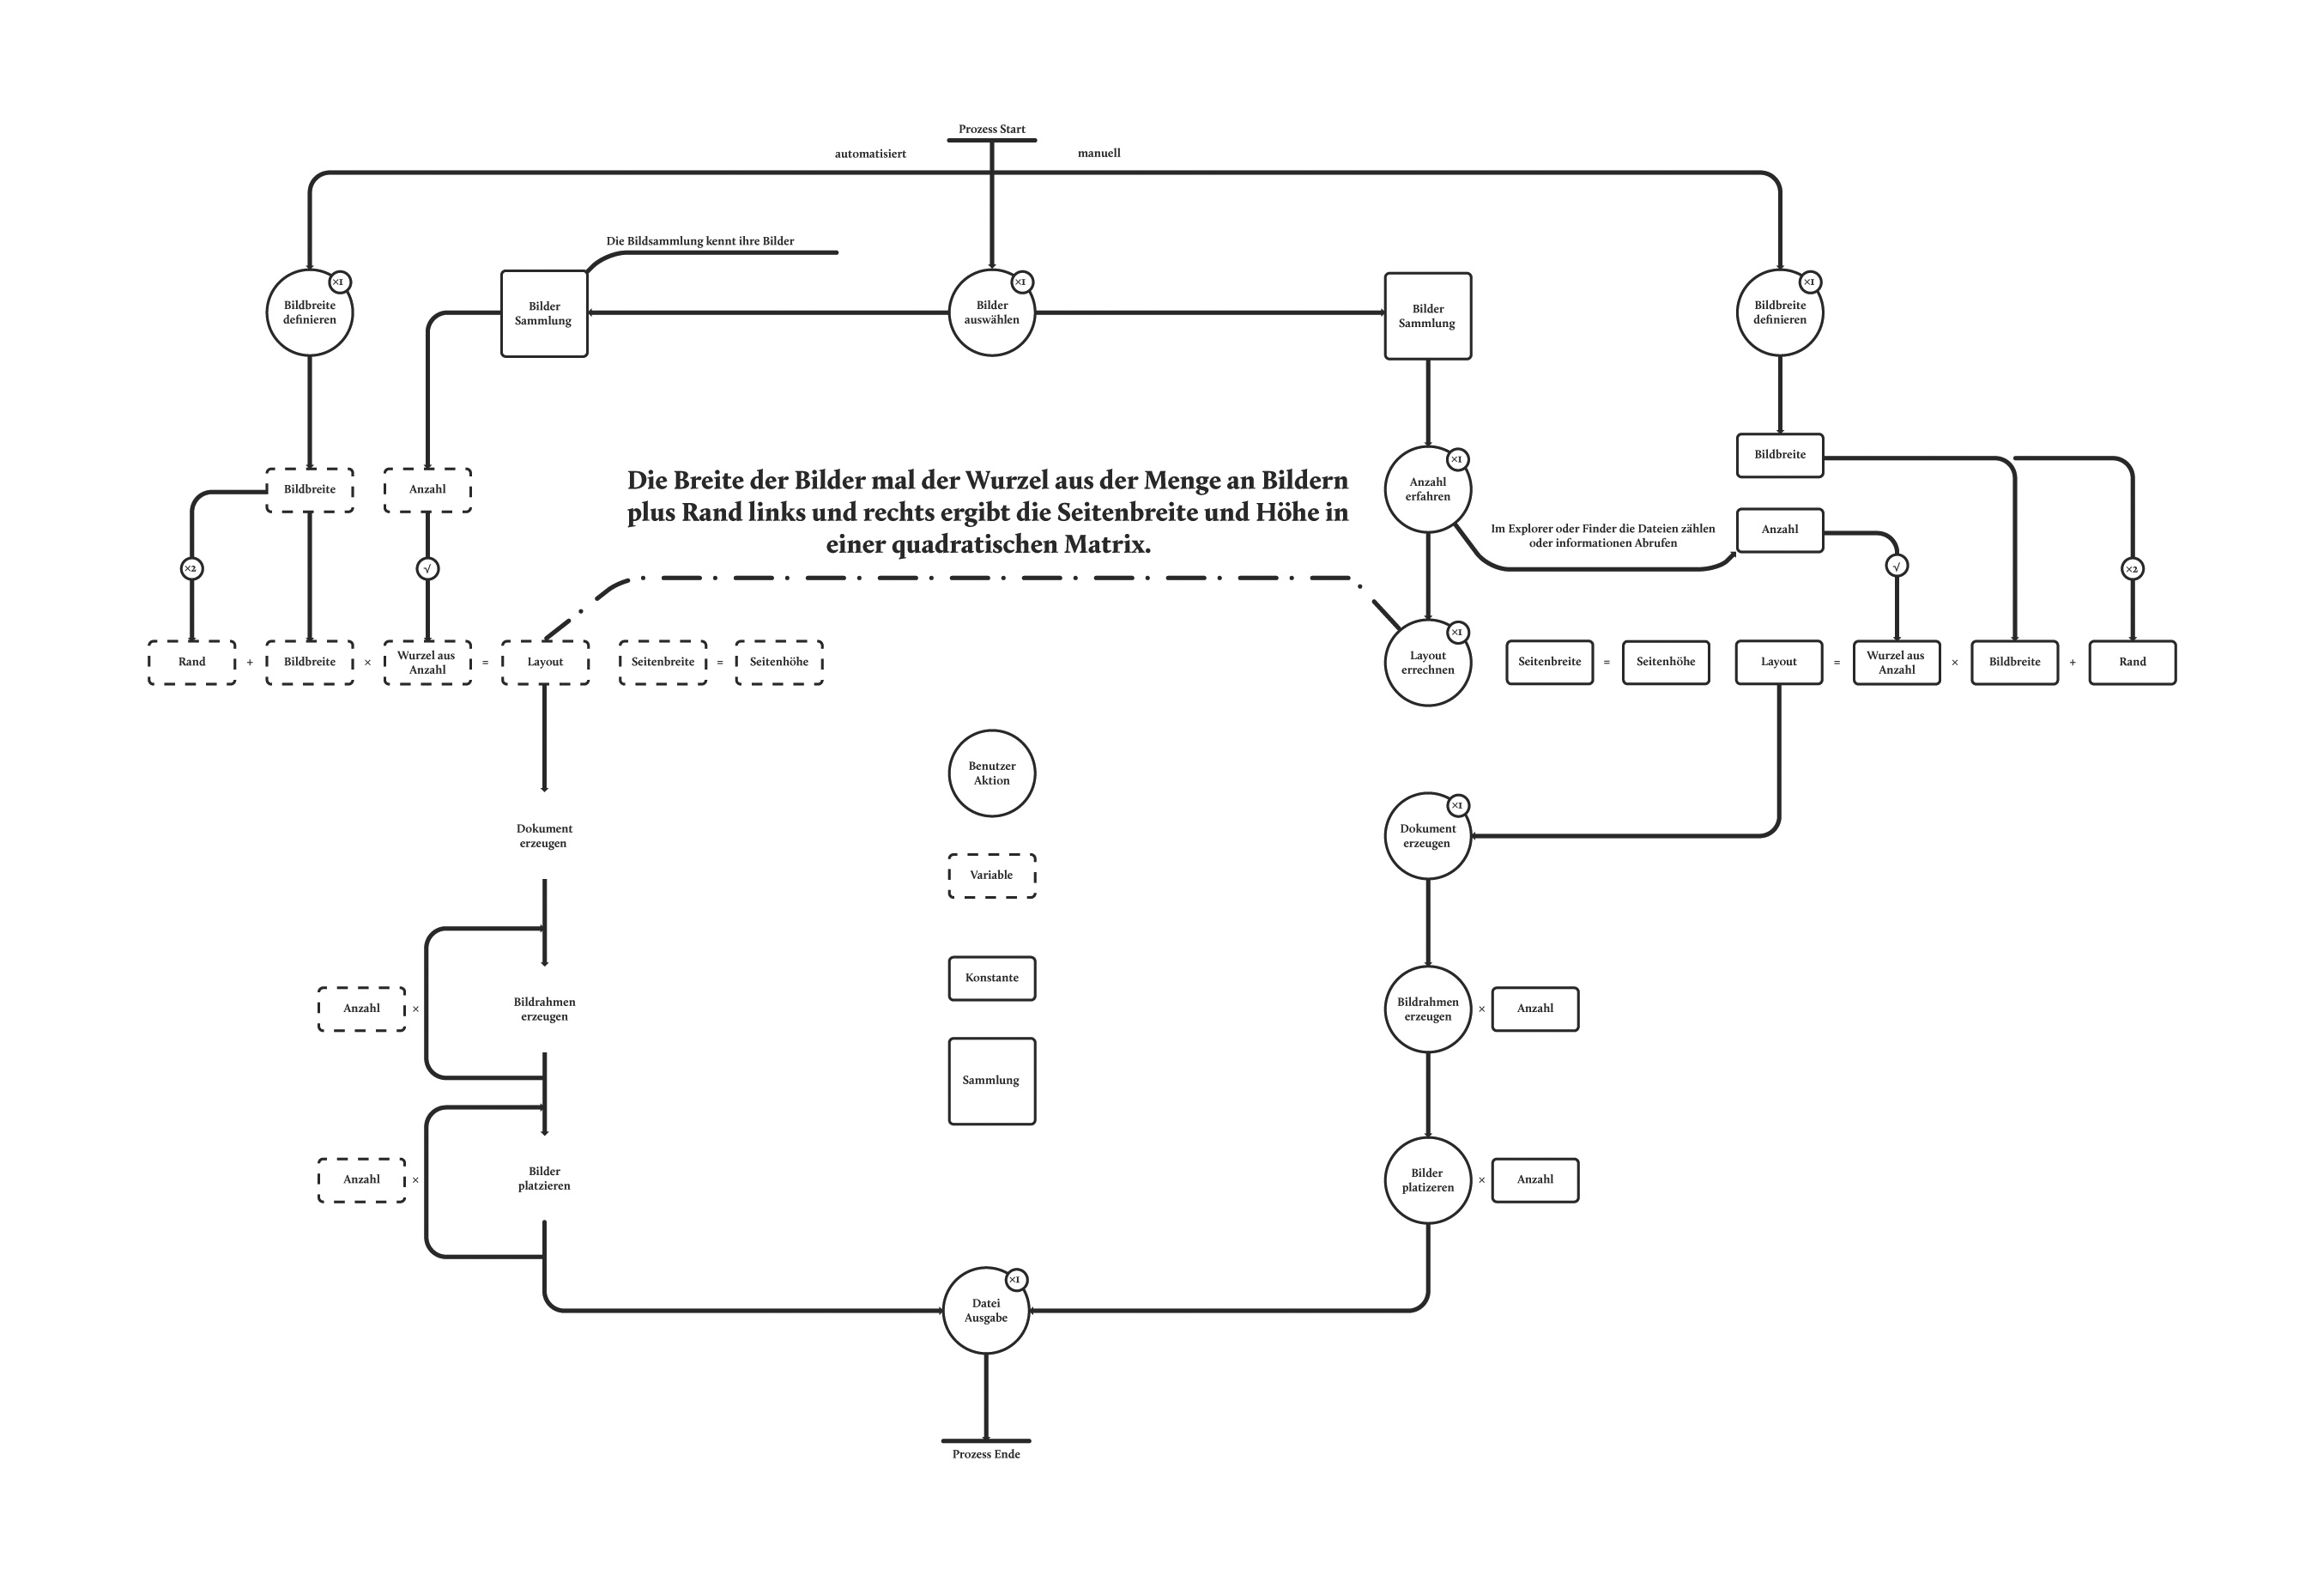 Prozess Start
automatisiert
manuell
Die Bildsammlung kennt ihre Bilder
×1
Bildbreite
definieren
Bilder
Sammlung
×1
Bilder
auswählen
Bilder
Sammlung
×1
Bildbreite
definieren
Bildbreite
Anzahl
Die Breite der Bilder mal der Wurzel aus der Menge an Bildern
plus Rand links und rechts ergibt die Seitenbreite und Höhe in
einer quadratischen Matrix.
×1
Anzahl
erfahren
Bildbreite
Im Explorer oder Finder die Dateien zählen
oder informationen Abrufen
Anzahl
×2
√
√
×2
Rand
+
Bildbreite
×
Wurzel aus
Anzahl
=
Layout
Seitenbreite
=
Seitenhöhe
×1
Layout
errechnen
Seitenbreite
=
Seitenhöhe
Layout
=
Wurzel aus
Anzahl
×
Bildbreite
+
Rand
Benutzer
Aktion
Dokument
erzeugen
×1
Dokument
erzeugen
Variable
Konstante
Anzahl
×
Bildrahmen
erzeugen
Bildrahmen
erzeugen
×
Anzahl
Sammlung
Anzahl
×
Bilder
platzieren
Bilder
platizeren
×
Anzahl
×1
Datei
Ausgabe
Prozess Ende